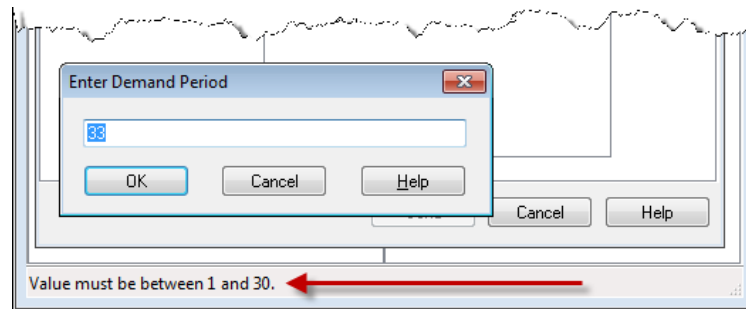 Enter Demand Period
33
OK Cancel Help
Cancel Help
Value must be between 1 and 30.